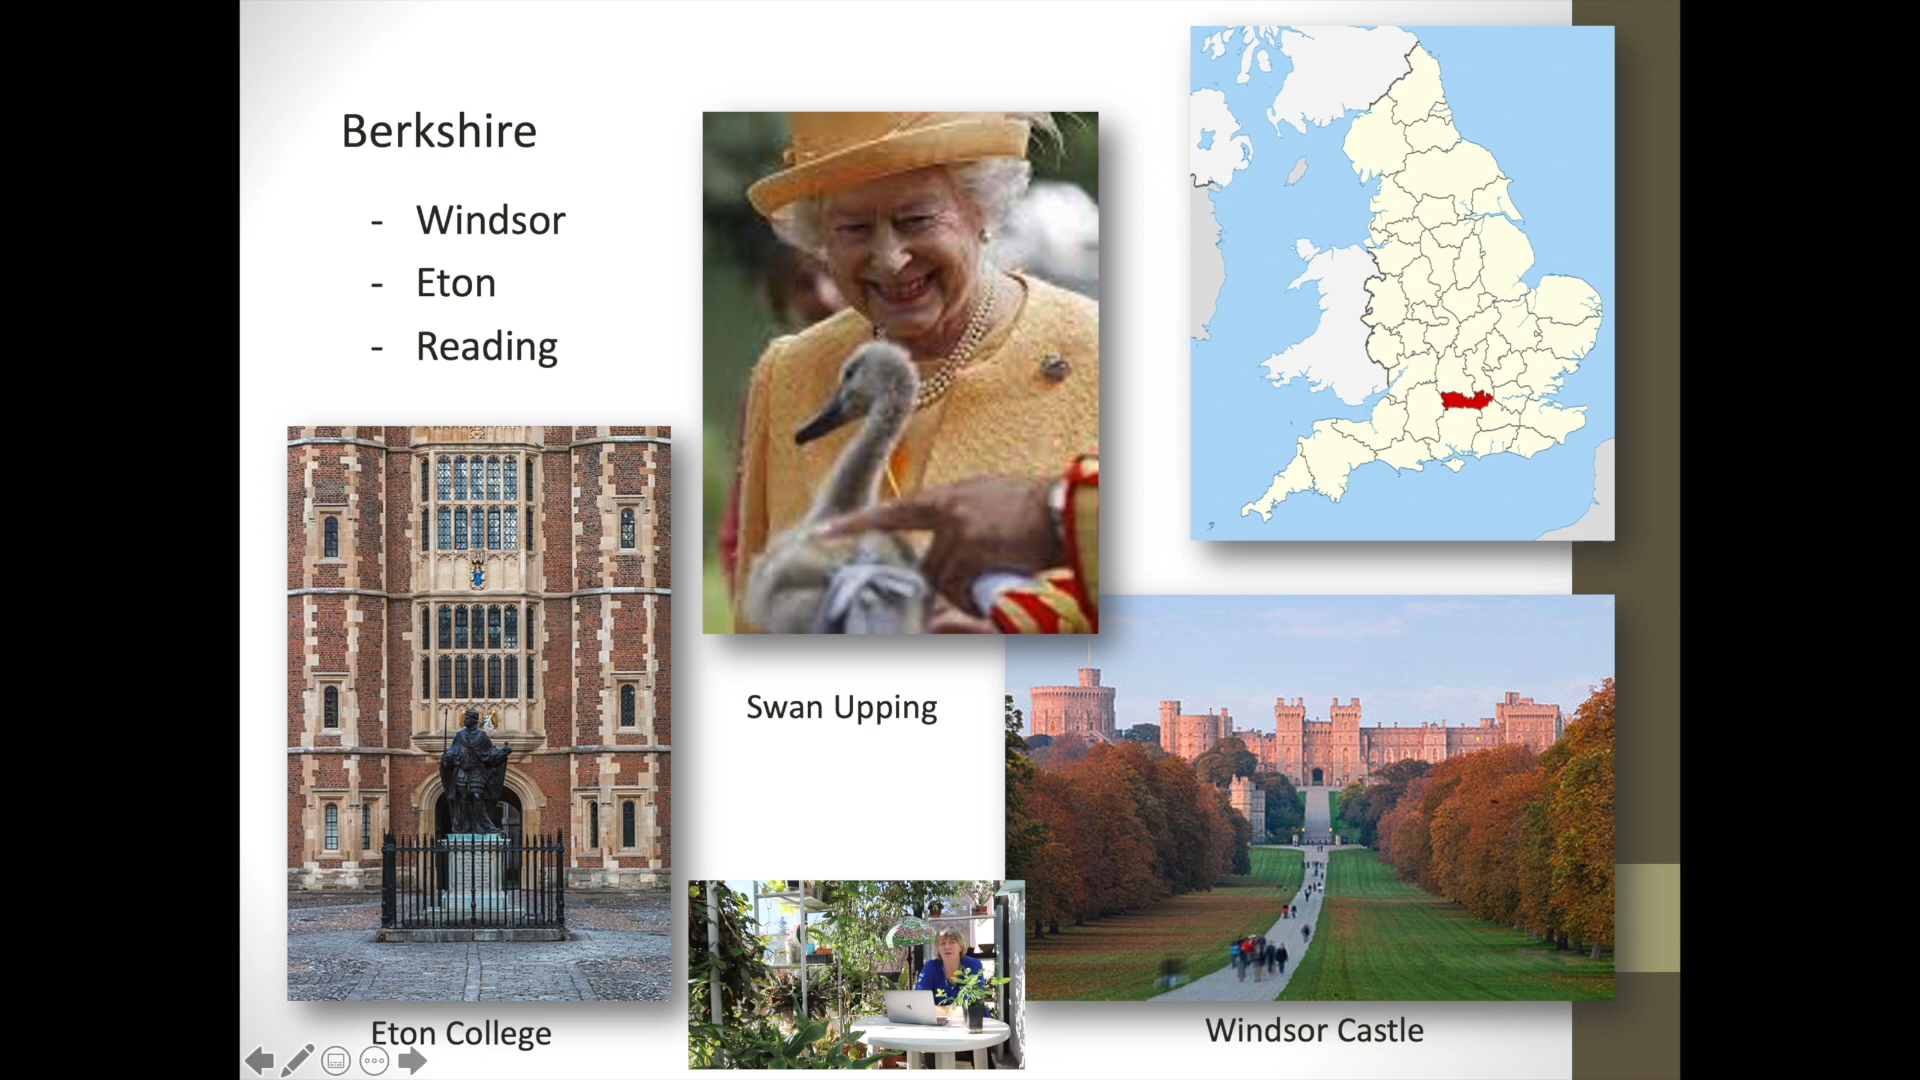 Berkshire
- Windsor
- Eton
- Reading
Swan Upping
Eton College
Windsor Castle